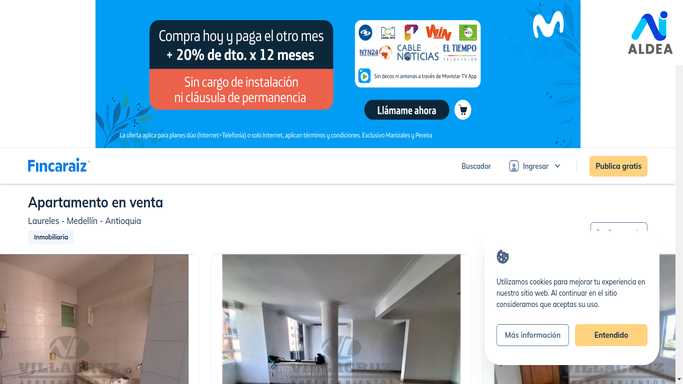 Compra hoy y paga el otro mes
+ 20% de dto. x 12 meses
Sin cargo de instalación
ni cláusula de permanencia
WIN
NTN24
CABLE
NOTICIAS
EL TIEMPO
TELEVISIÓN
Sin decos ni antenas a través de Movistar TV App
Llámame ahora
La oferta aplica para planes dúo (Internet+Telefonía) o solo Internet, aplican términos y condiciones. Exclusivo Manizales y Pereira
ALDEA
Fincaraiz
Buscador
Ingresar
Publica gratis
Apartamento en venta
Laureles - Medellín - Antioquia
Inmobiliaria
Utilizamos cookies para mejorar tu experiencia en
nuestro sitio web. Al continuar en el sitio
consideramos que aceptas su uso.
Más información
Entendido
VILLACRUZ
VILLACRUZ